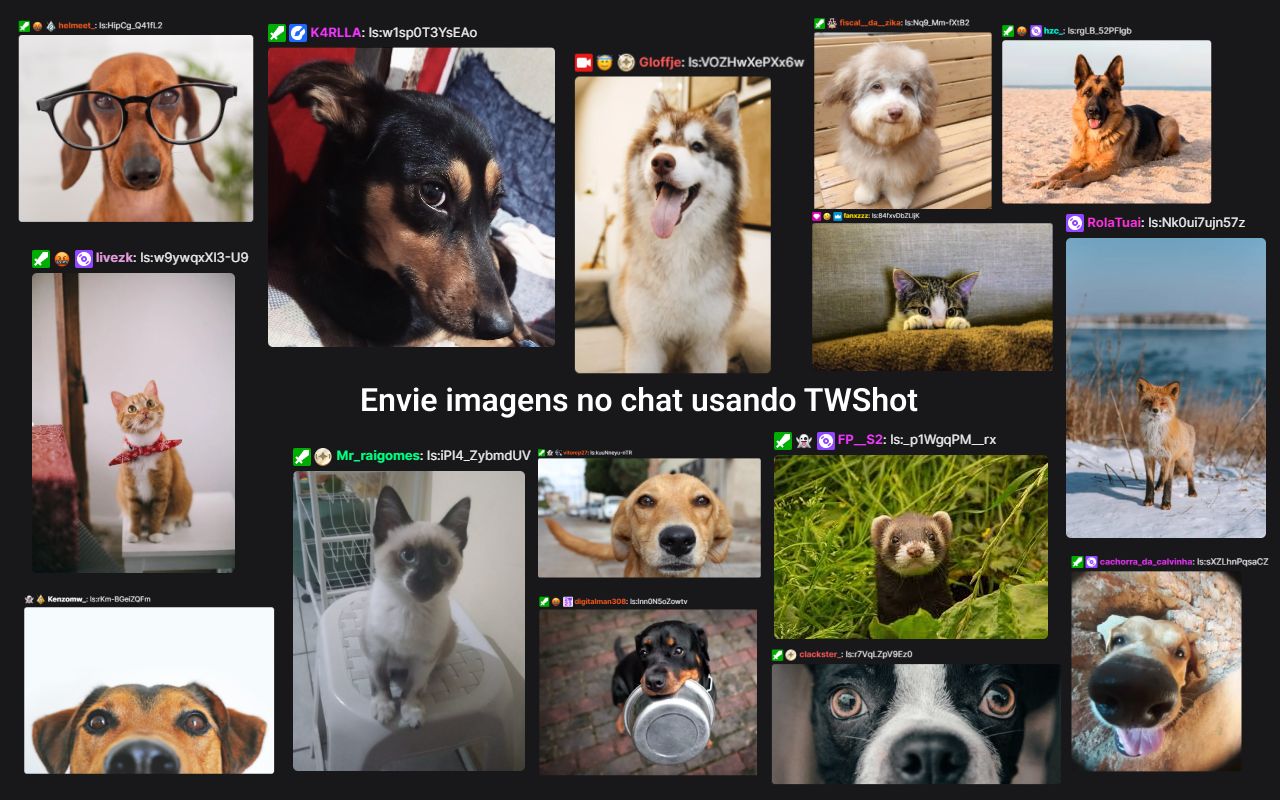 helmeet_: ls:HipCg_Q41fL2
K4RLLA: ls:w1sp0T3YsEAo
Gloffje: ls:VOZHwXePXx6w
fiscal__da__zika: ls:Nq9_Mm-fXtB2
hzc_: ls:rgLB_52PFlgb
fanxzzz: ls:84fxvDbZLljK
RolaTuai: ls:Nk0ui7ujn57z
livezk: ls:w9ywqxXl3-U9
Envie imagens no chat usando TWShot
Mr_raigomes: ls:iPl4_ZybmdUV
vitorep27: ls:kuuNneyu-nTR
FP__S2: ls:_p1WgqPM__rx
cachorra_da_calvinha: ls:sXZLhnPqsaCZ
Kenzomw_: ls:rKm-BGeiZQFm
digitalman308: ls:lnn0N5oZowtv
clackster_: ls:r7VqLZpV9Ez0